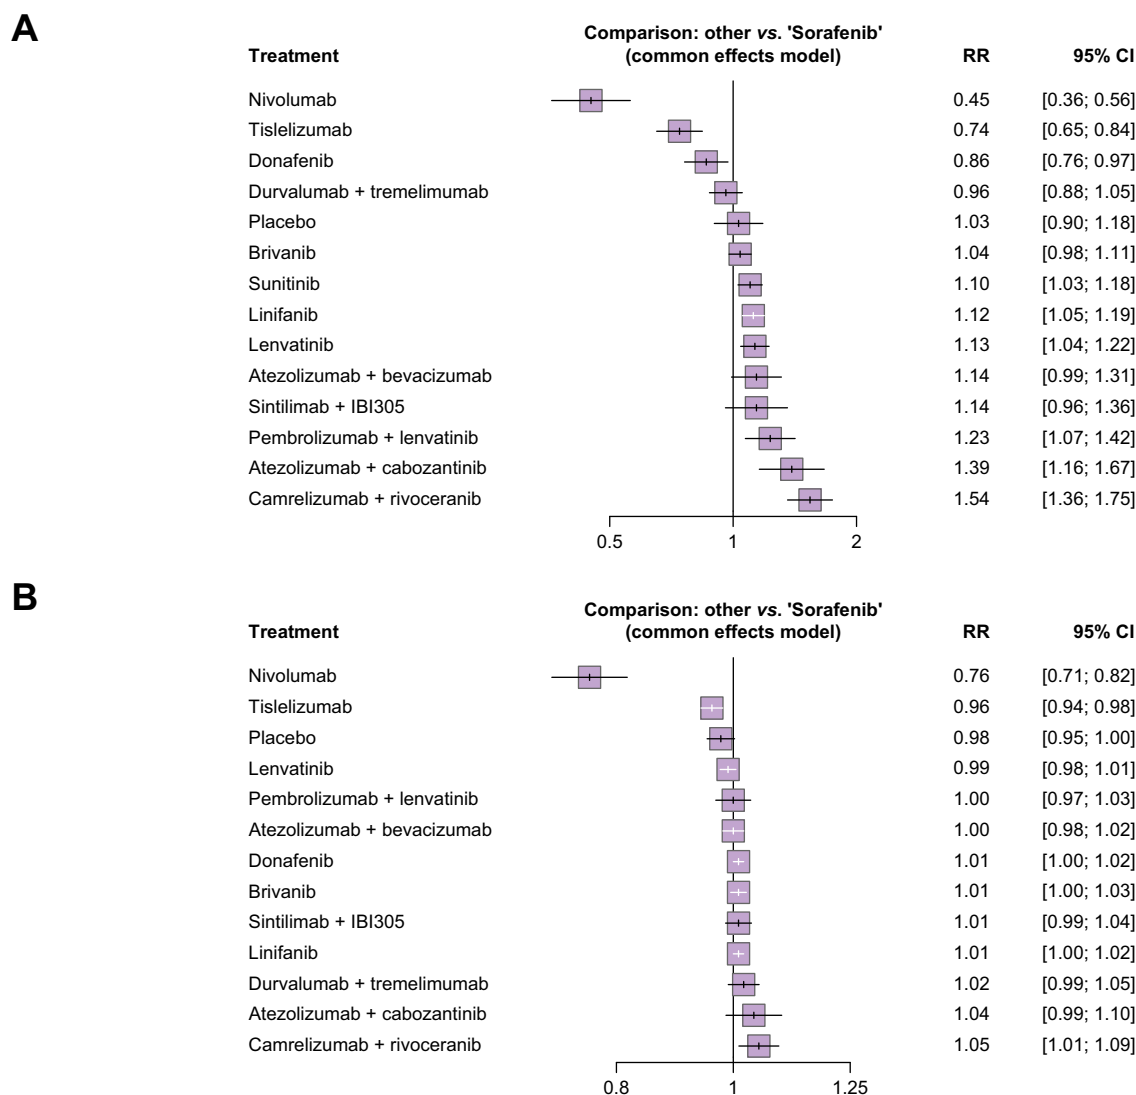 A
Comparison: other vs. 'Sorafenib'
Treatment (common effects model) RR 95% CI
Nivolumab 0.45 [0.36; 0.56]
Tislelizumab 0.74 [0.65; 0.84]
Donafenib 0.86 [0.76; 0.97]
Durvalumab + tremelimumab 0.96 [0.88; 1.05]
Placebo 1.03 [0.90; 1.18]
Brivanib 1.04 [0.98; 1.11]
Sunitinib 1.10 [1.03; 1.18]
Linifanib 1.12 [1.05; 1.19]
Lenvatinib 1.13 [1.04; 1.22]
Atezolizumab + bevacizumab 1.14 [0.99; 1.31]
Sintilimab + IBI305 1.14 [0.96; 1.36]
Pembrolizumab + lenvatinib 1.23 [1.07; 1.42]
Atezolizumab + cabozantinib 1.39 [1.16; 1.67]
Camrelizumab + rivoceranib 1.54 [1.36; 1.75]
0.5 1 2
B
Comparison: other vs. 'Sorafenib'
Treatment (common effects model) RR 95% CI
Nivolumab 0.76 [0.71; 0.82]
Tislelizumab 0.96 [0.94; 0.98]
Placebo 0.98 [0.95; 1.00]
Lenvatinib 0.99 [0.98; 1.01]
Pembrolizumab + lenvatinib 1.00 [0.97; 1.03]
Atezolizumab + bevacizumab 1.00 [0.98; 1.02]
Donafenib 1.01 [1.00; 1.02]
Brivanib 1.01 [1.00; 1.03]
Sintilimab + IBI305 1.01 [0.99; 1.04]
Linifanib 1.01 [1.00; 1.02]
Durvalumab + tremelimumab 1.02 [0.99; 1.05]
Atezolizumab + cabozantinib 1.04 [0.99; 1.10]
Camrelizumab + rivoceranib 1.05 [1.01; 1.09]
0.8 1 1.25